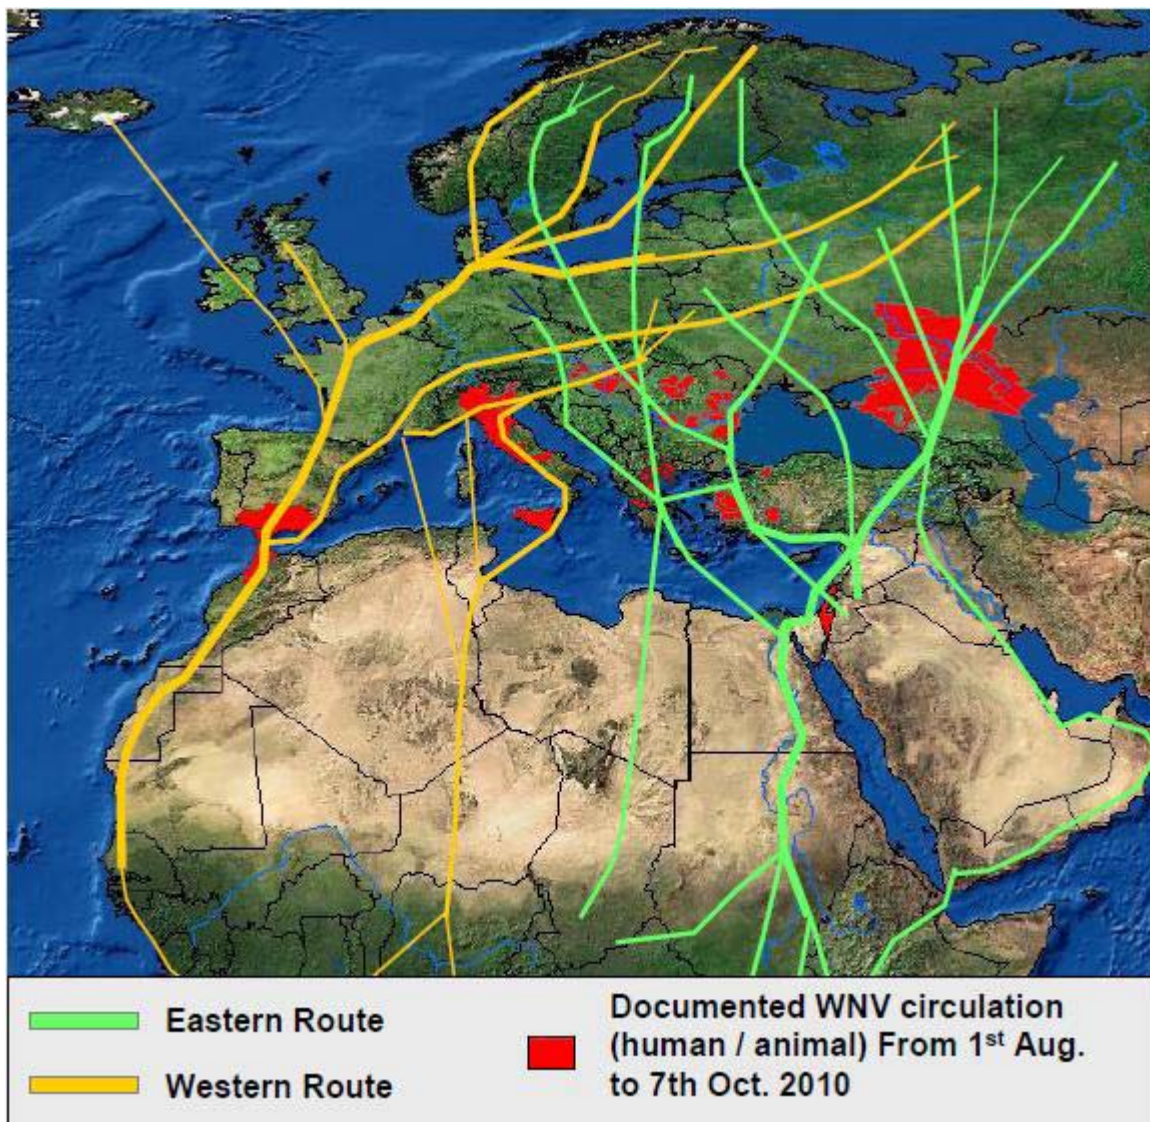 Eastern Route
Western Route
Documented WNV circulation
(human / animal) From 1st Aug.
to 7th Oct. 2010